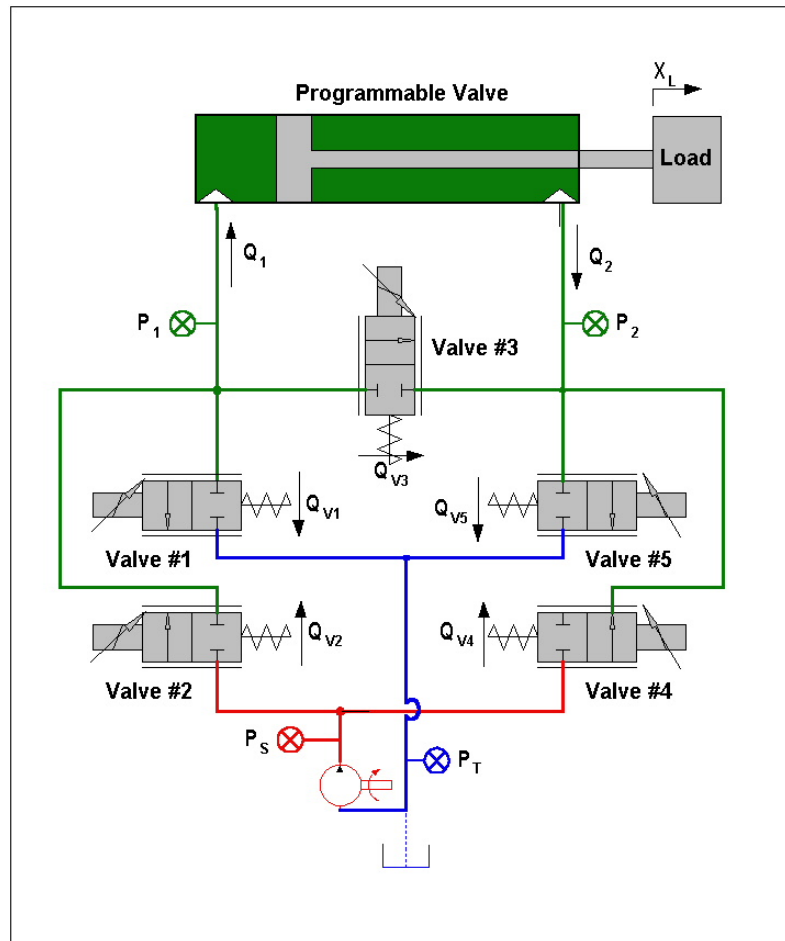 X_L
Programmable Valve
Load
Q_1
Q_2
P_1
P_2
Valve #3
Q_V3
Q_V1
Q_V5
Valve #1
Valve #5
Q_V2
Q_V4
Valve #2
Valve #4
P_S
P_T